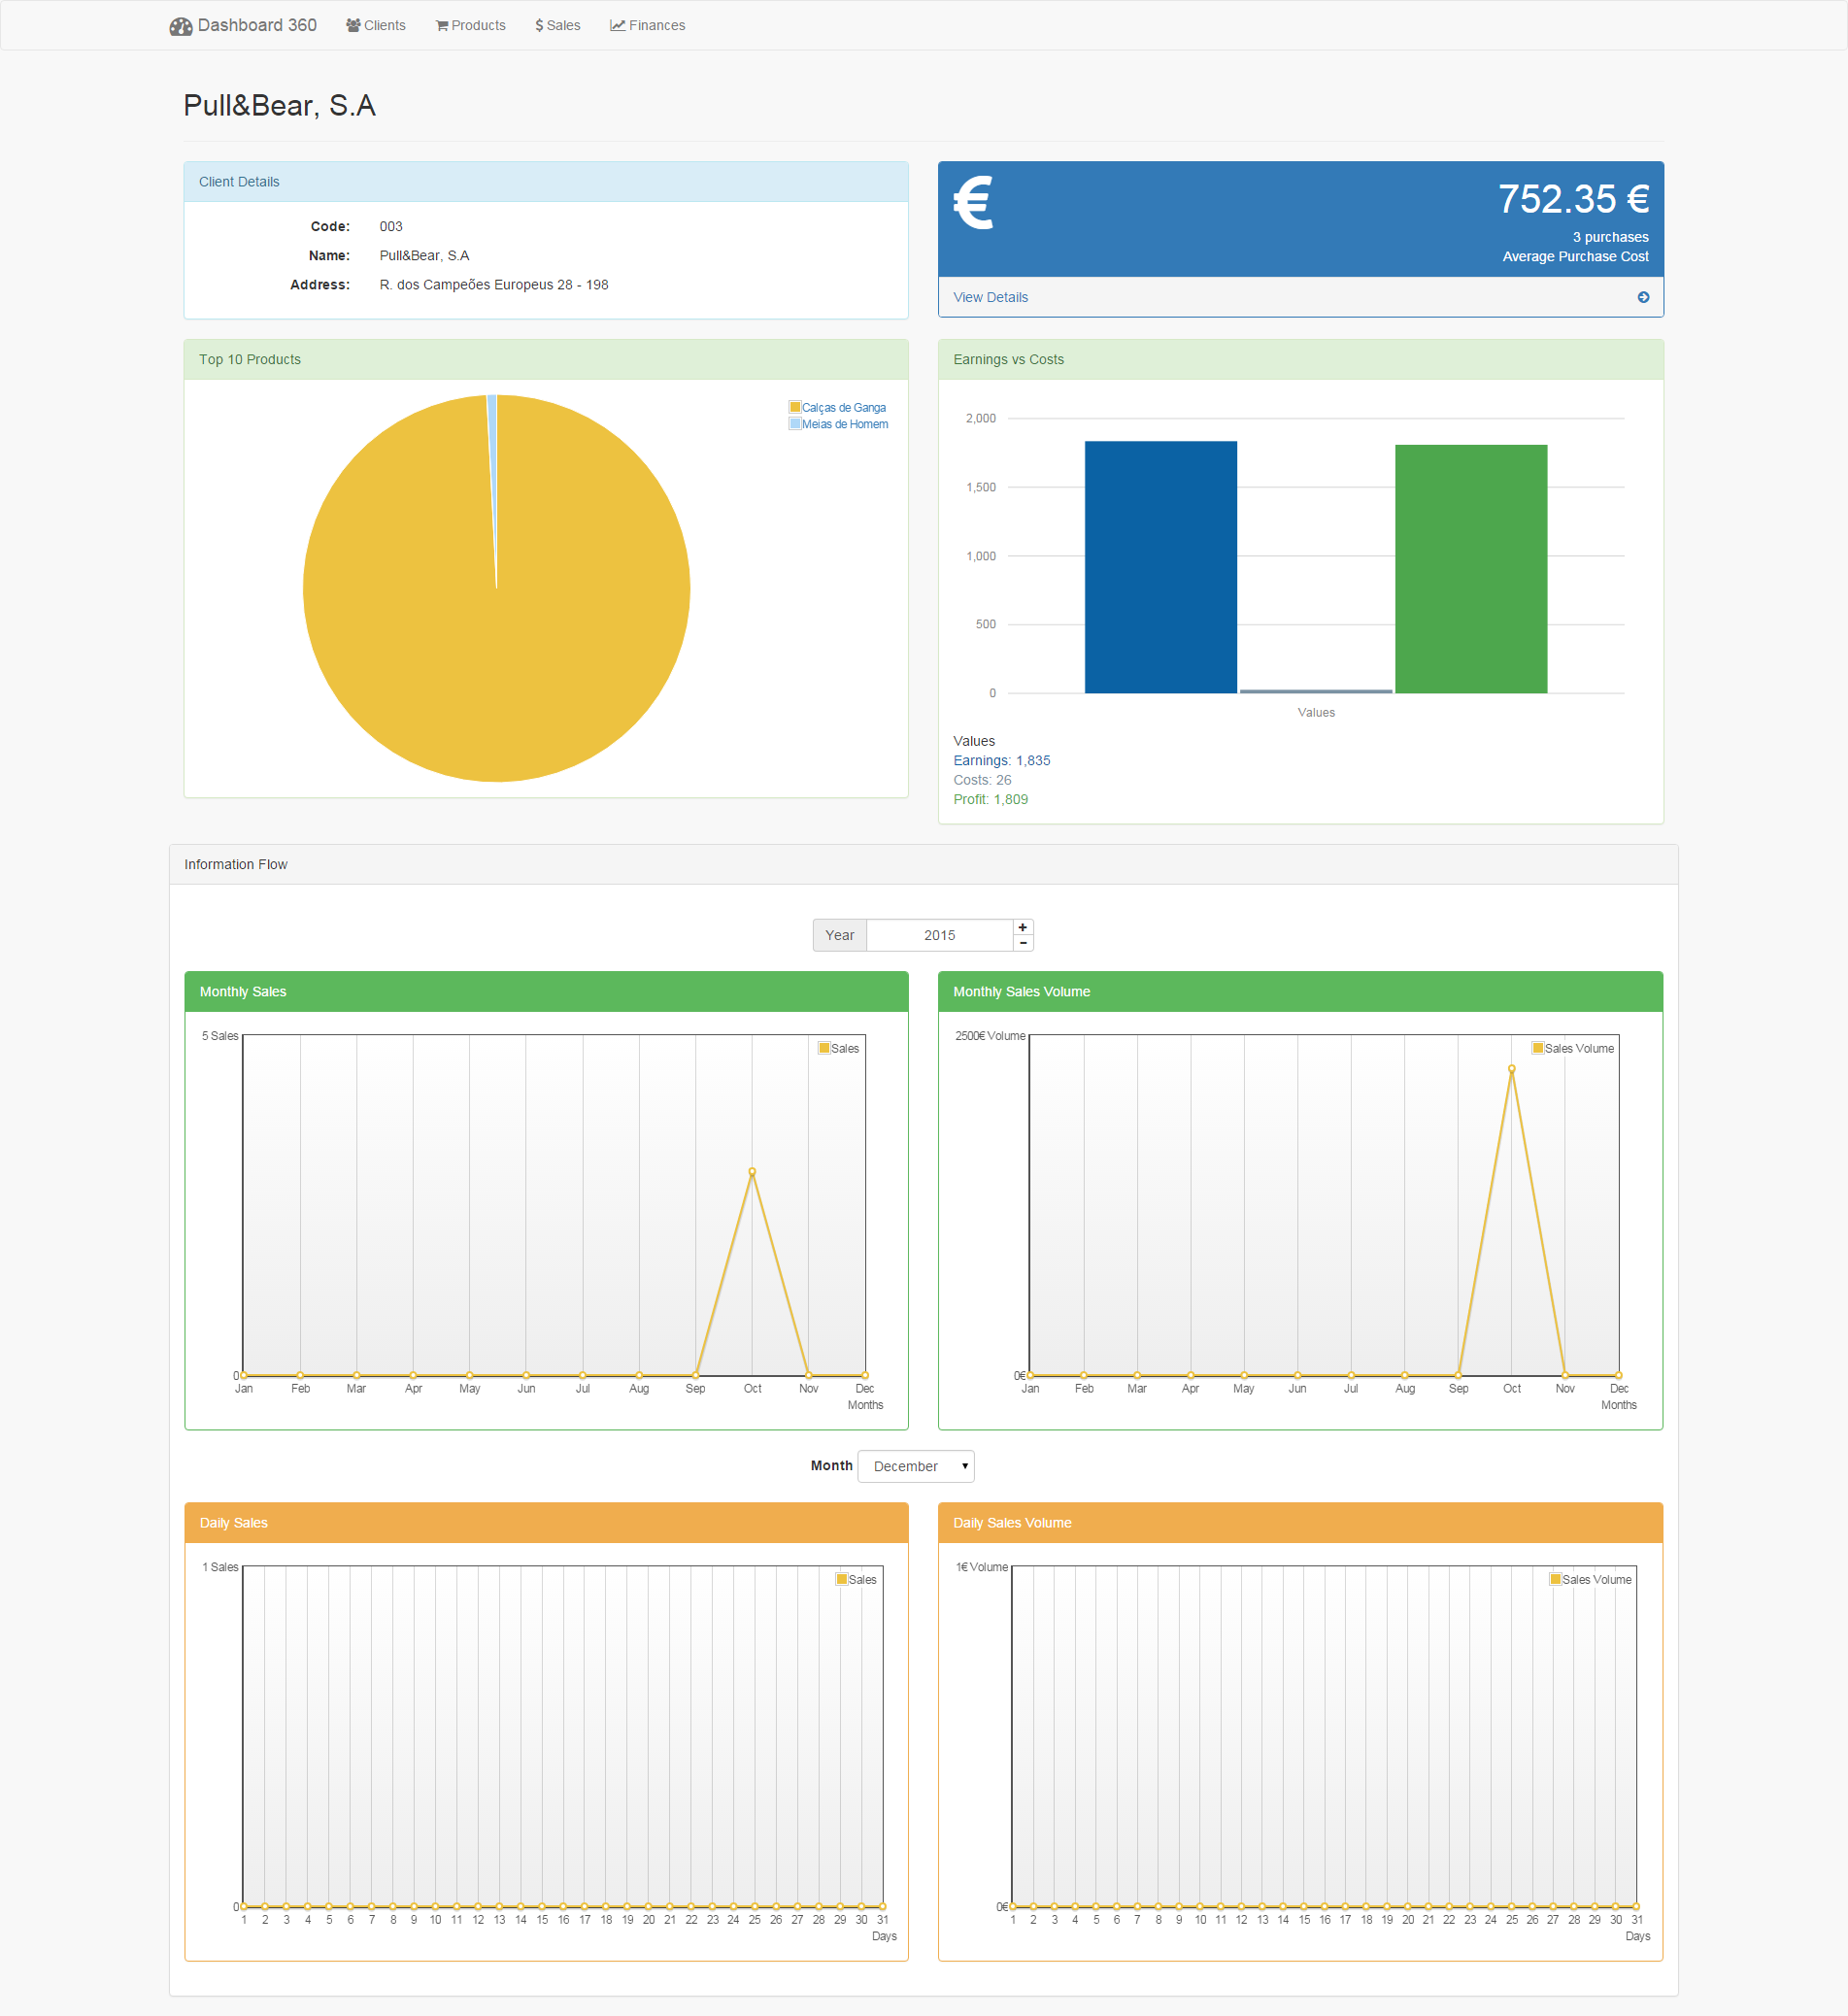 Dashboard 360 Clients Products $ Sales Finances
Pull&Bear, S.A
Client Details
Code: 003
Name: Pull&Bear, S.A
Address: R. dos Campeões Europeus 28 - 198
€ 752.35 €
3 purchases
Average Purchase Cost
View Details
Top 10 Products
Calças de Ganga
Meias de Homem
Earnings vs Costs
2,000
1,500
1,000
500
0
Values
Values
Earnings: 1,835
Costs: 26
Profit: 1,809
Information Flow
Year 2015 + -
Monthly Sales
5 Sales
Sales
0
Jan Feb Mar Apr May Jun Jul Aug Sep Oct Nov Dec
Months
Monthly Sales Volume
2500€ Volume
Sales Volume
0€
Jan Feb Mar Apr May Jun Jul Aug Sep Oct Nov Dec
Months
Month December
Daily Sales
1 Sales
Sales
0
1 2 3 4 5 6 7 8 9 10 11 12 13 14 15 16 17 18 19 20 21 22 23 24 25 26 27 28 29 30 31
Days
Daily Sales Volume
1€ Volume
Sales Volume
0€
1 2 3 4 5 6 7 8 9 10 11 12 13 14 15 16 17 18 19 20 21 22 23 24 25 26 27 28 29 30 31
Days